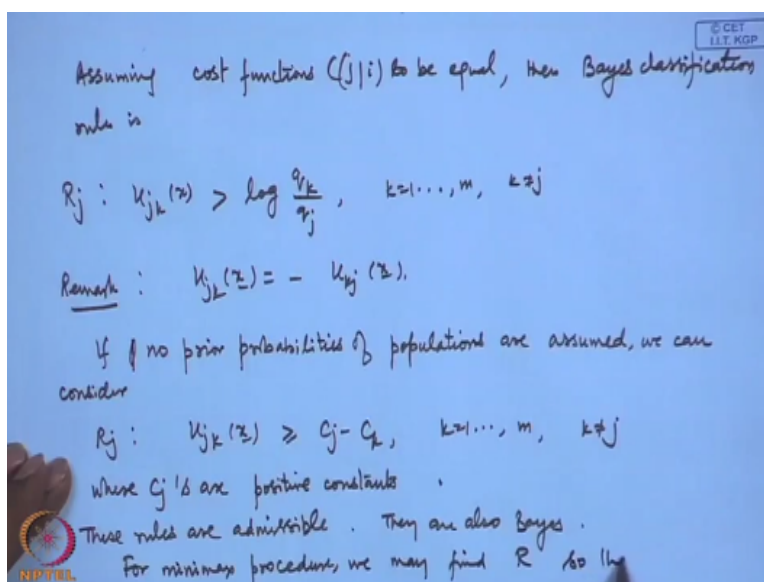 © CET
I.I.T. KGP
Assuming cost functions C(j|i) to be equal, then Bayes classification
rule is
Rj : Ujk(x) > log qk/qj , k=1..., m, k≠j
Remark : Ujk(x) = - Ukj(x).
If no prior probabilities of populations are assumed, we can
consider
Rj : Ujk(x) ≥ Cj - Ck, k=1..., m, k≠j
where Cj's are positive constants .
These rules are admissible . They are also Bayes .
For minimax procedure, we may find R so
NPTEL